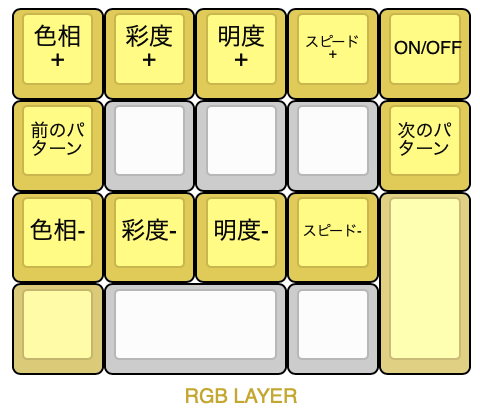 色相
+
彩度
+
明度
+
スピード
+
ON/OFF
前のパ
ターン
次のパ
ターン
色相-
彩度-
明度-
スピード-
RGB LAYER